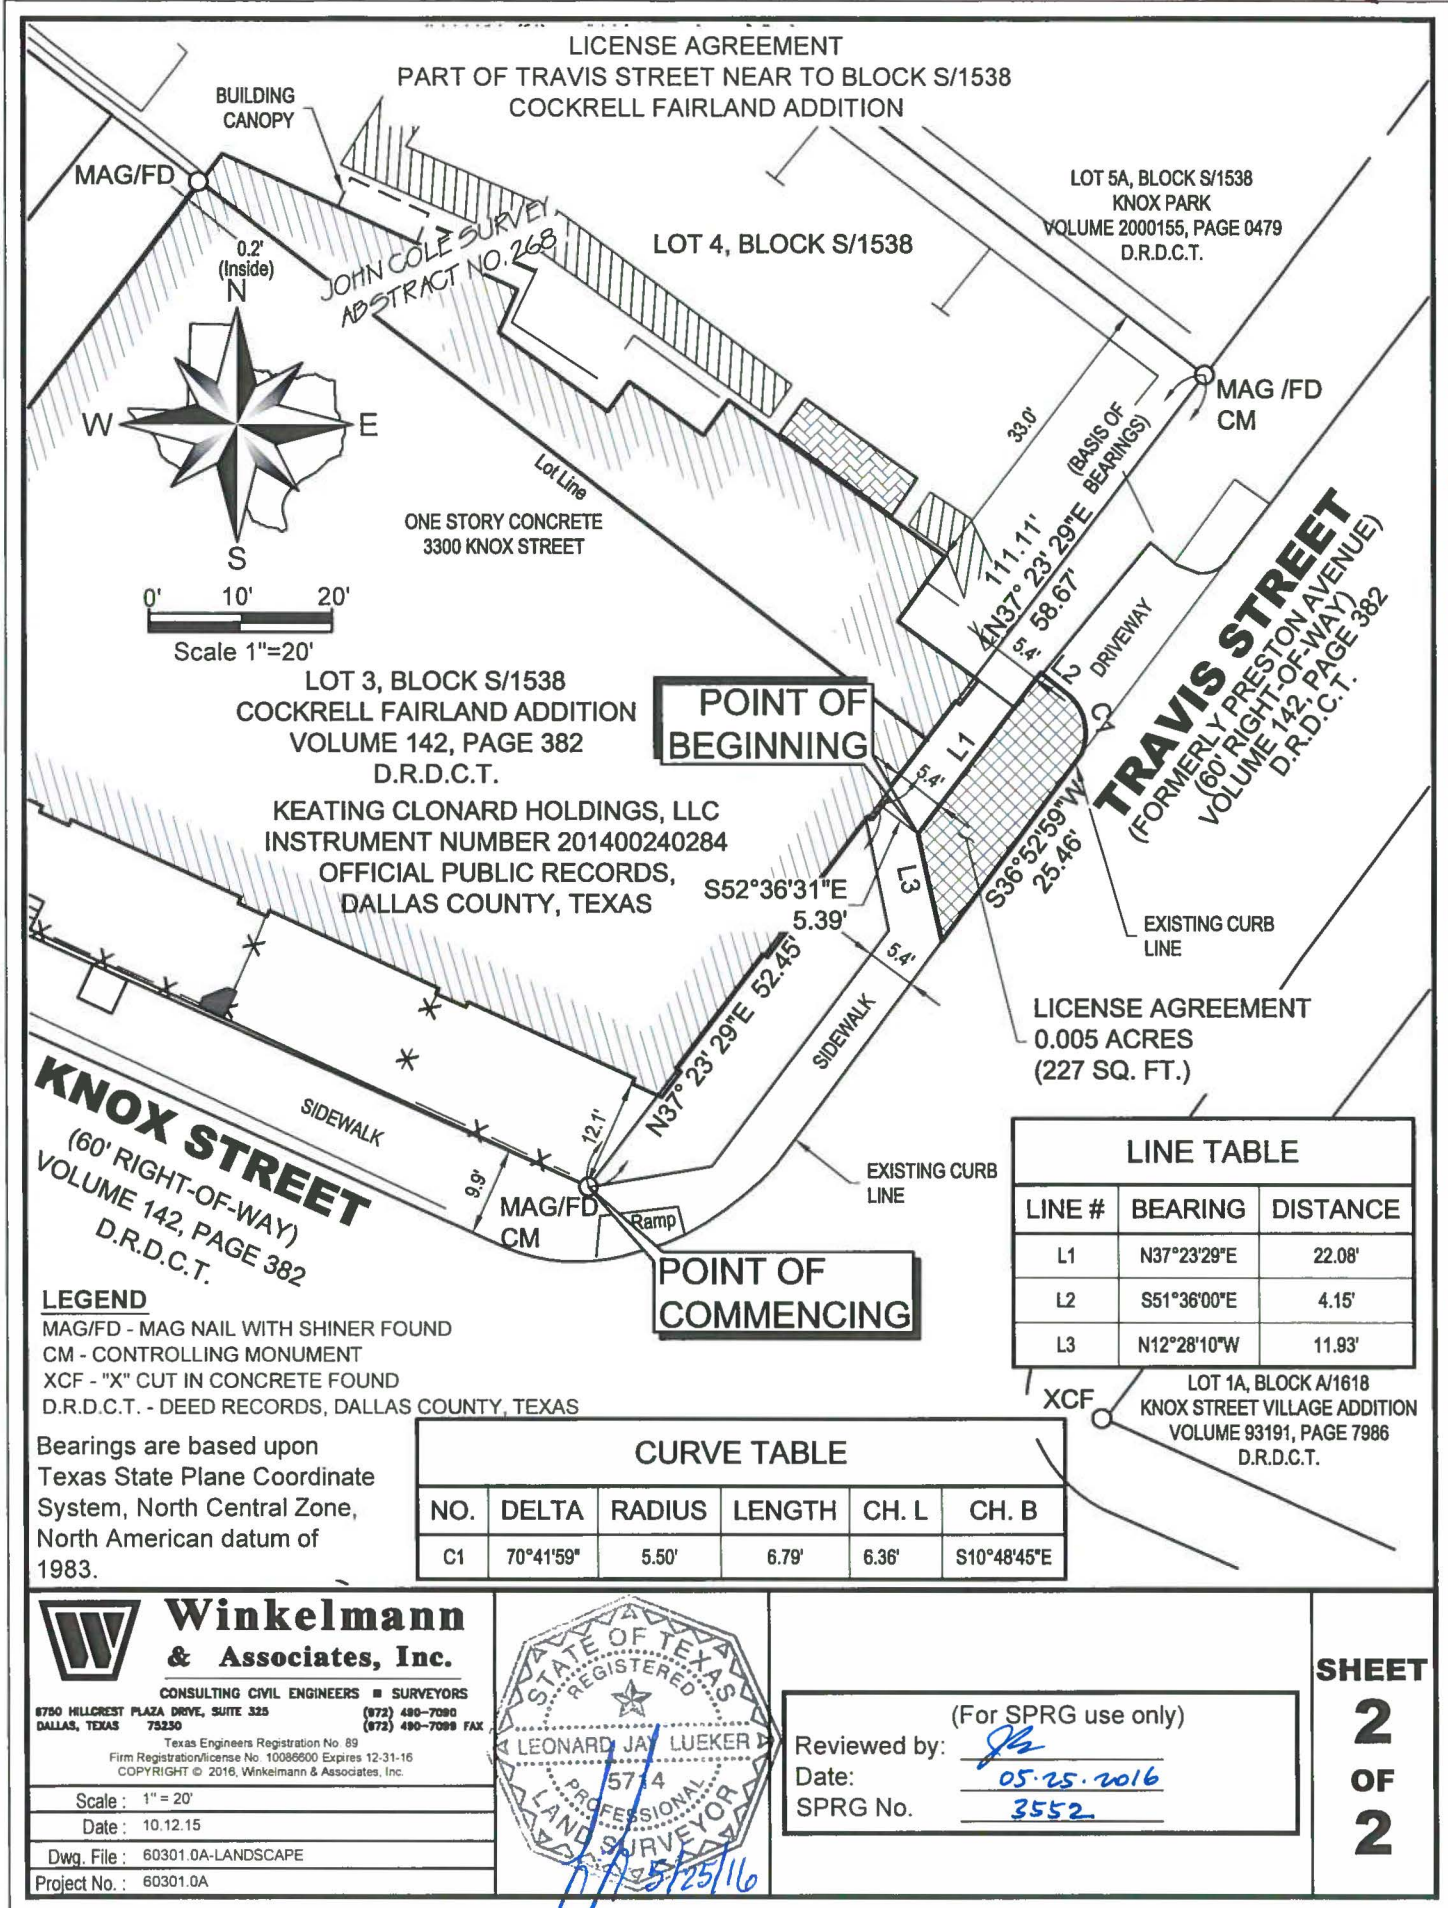 LICENSE AGREEMENT
PART OF TRAVIS STREET NEAR TO BLOCK S/1538
COCKRELL FAIRLAND ADDITION
BUILDING
CANOPY
MAG/FD
0.2'
(Inside)
JOHN COLE SURVEY
ABSTRACT NO. 268
LOT 4, BLOCK S/1538
LOT 5A, BLOCK S/1538
KNOX PARK
VOLUME 2000155, PAGE 0479
D.R.D.C.T.
MAG /FD
CM
N
W
E
S
0' 10' 20'
Scale 1"=20'
Lot Line
ONE STORY CONCRETE
3300 KNOX STREET
33.0'
(BASIS OF
BEARINGS)
111.11'
N37° 23' 29"E
58.67'
5.4'
L2
DRIVEWAY
C1
TRAVIS STREET
(FORMERLY PRESTON AVENUE)
(60' RIGHT-OF-WAY)
VOLUME 142, PAGE 382
D.R.D.C.T.
LOT 3, BLOCK S/1538
COCKRELL FAIRLAND ADDITION
VOLUME 142, PAGE 382
D.R.D.C.T.
KEATING CLONARD HOLDINGS, LLC
INSTRUMENT NUMBER 201400240284
OFFICIAL PUBLIC RECORDS,
DALLAS COUNTY, TEXAS
POINT OF
BEGINNING
L1
5.4'
L3
S52°36'31"E
5.39'
S36°52'59"W
25.46'
5.4'
EXISTING CURB
LINE
LICENSE AGREEMENT
0.005 ACRES
(227 SQ. FT.)
N37° 23' 29"E 52.45'
SIDEWALK
KNOX STREET
(60' RIGHT-OF-WAY)
VOLUME 142, PAGE 382
D.R.D.C.T.
SIDEWALK
9.9'
12.1'
MAG/FD
CM
Ramp
EXISTING CURB
LINE
POINT OF
COMMENCING
LINE TABLE
LINE # BEARING DISTANCE
L1 N37°23'29"E 22.08'
L2 S51°36'00"E 4.15'
L3 N12°28'10"W 11.93'
XCF
LOT 1A, BLOCK A/1618
KNOX STREET VILLAGE ADDITION
VOLUME 93191, PAGE 7986
D.R.D.C.T.
LEGEND
MAG/FD - MAG NAIL WITH SHINER FOUND
CM - CONTROLLING MONUMENT
XCF - "X" CUT IN CONCRETE FOUND
D.R.D.C.T. - DEED RECORDS, DALLAS COUNTY, TEXAS
Bearings are based upon
Texas State Plane Coordinate
System, North Central Zone,
North American datum of
1983.
CURVE TABLE
NO. DELTA RADIUS LENGTH CH. L CH. B
C1 70°41'59" 5.50' 6.79' 6.36' S10°48'45"E
W
Winkelmann
& Associates, Inc.
CONSULTING CIVIL ENGINEERS ■ SURVEYORS
6750 HILLCREST PLAZA DRIVE, SUITE 325 (972) 490-7090
DALLAS, TEXAS 75230 (972) 490-7099 FAX
Texas Engineers Registration No. 89
Firm Registration/license No. 10086600 Expires 12-31-16
COPYRIGHT © 2016, Winkelmann & Associates, Inc.
Scale : 1" = 20'
Date : 10.12.15
Dwg. File : 60301.0A-LANDSCAPE
Project No. : 60301.0A
STATE OF TEXAS
REGISTERED
LEONARD JAY LUEKER
5714
PROFESSIONAL
LAND SURVEYOR
5/25/16
(For SPRG use only)
Reviewed by:
Date: 05.25.2016
SPRG No. 3552
SHEET
2
OF
2